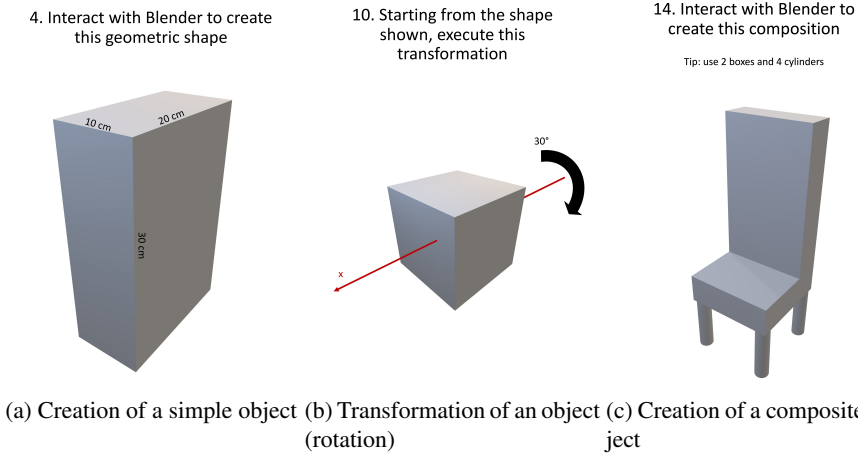 4. Interact with Blender to create
this geometric shape
10 cm
20 cm
30 cm
10. Starting from the shape
shown, execute this
transformation
30°
x
14. Interact with Blender to
create this composition
Tip: use 2 boxes and 4 cylinders
(a) Creation of a simple object
(b) Transformation of an object
(rotation)
(c) Creation of a composite
ject